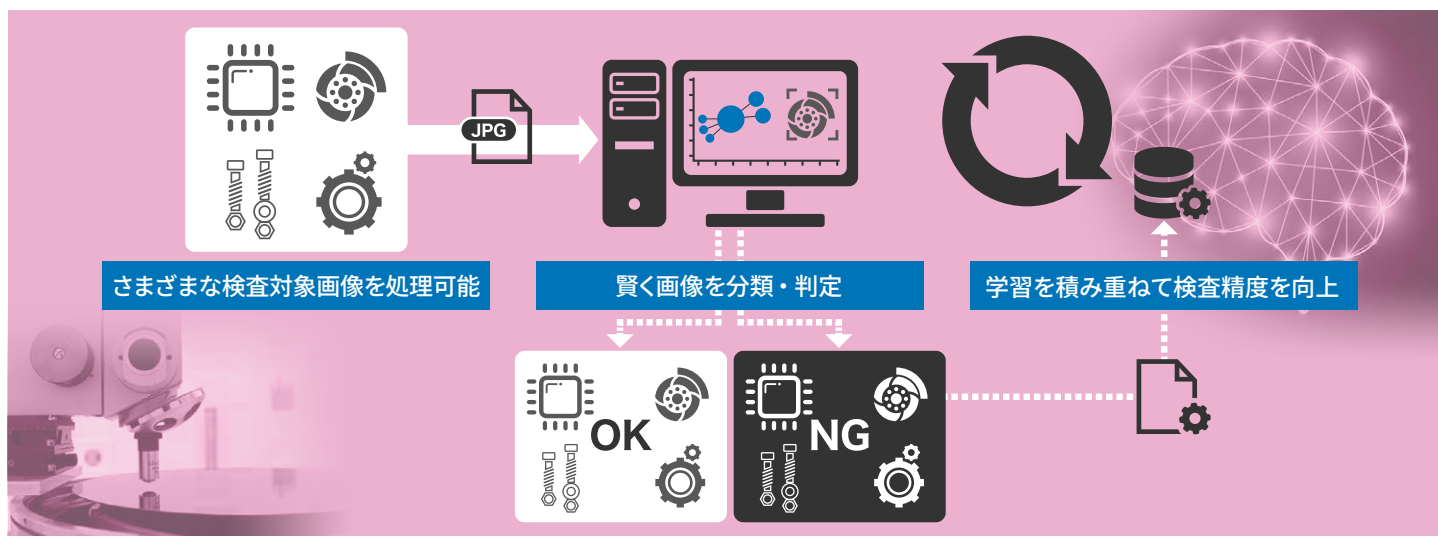 JPG
さまざまな検査対象画像を処理可能
賢く画像を分類・判定
学習を積み重ねて検査精度を向上
OK
NG